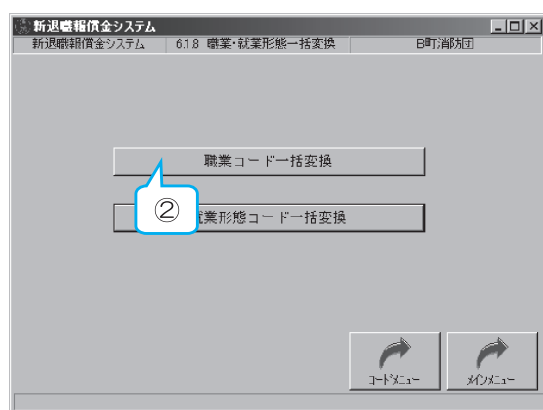 新退職報償金システム
新退職報償金システム 6.1.8 職業・就業形態一括変換 B町消防団
職業コード一括変換
②
就業形態コード一括変換
コードメニュー メインメニュー